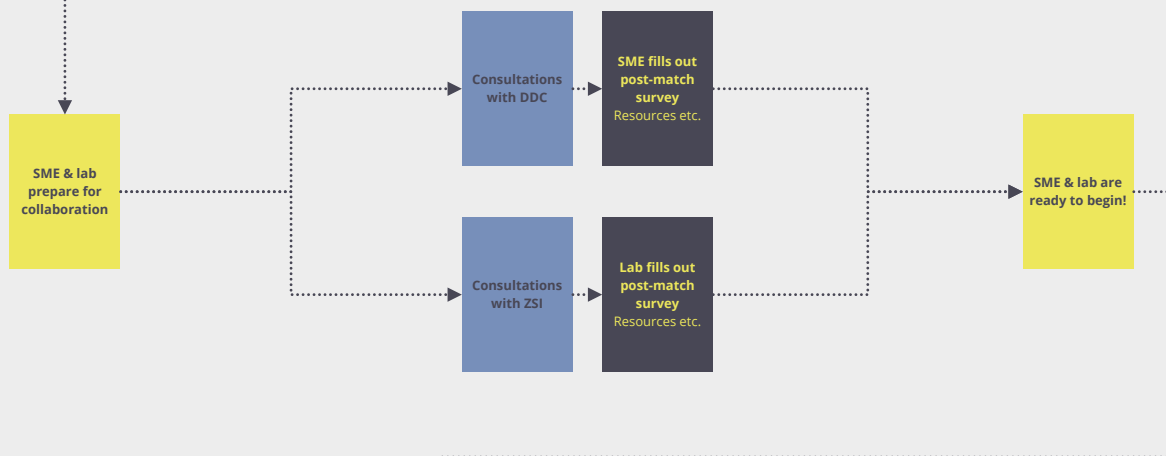 SME & lab
prepare for
collaboration
Consultations
with DDC
SME fills out
post-match
survey
Resources etc.
Consultations
with ZSI
Lab fills out
post-match
survey
Resources etc.
SME & lab are
ready to begin!